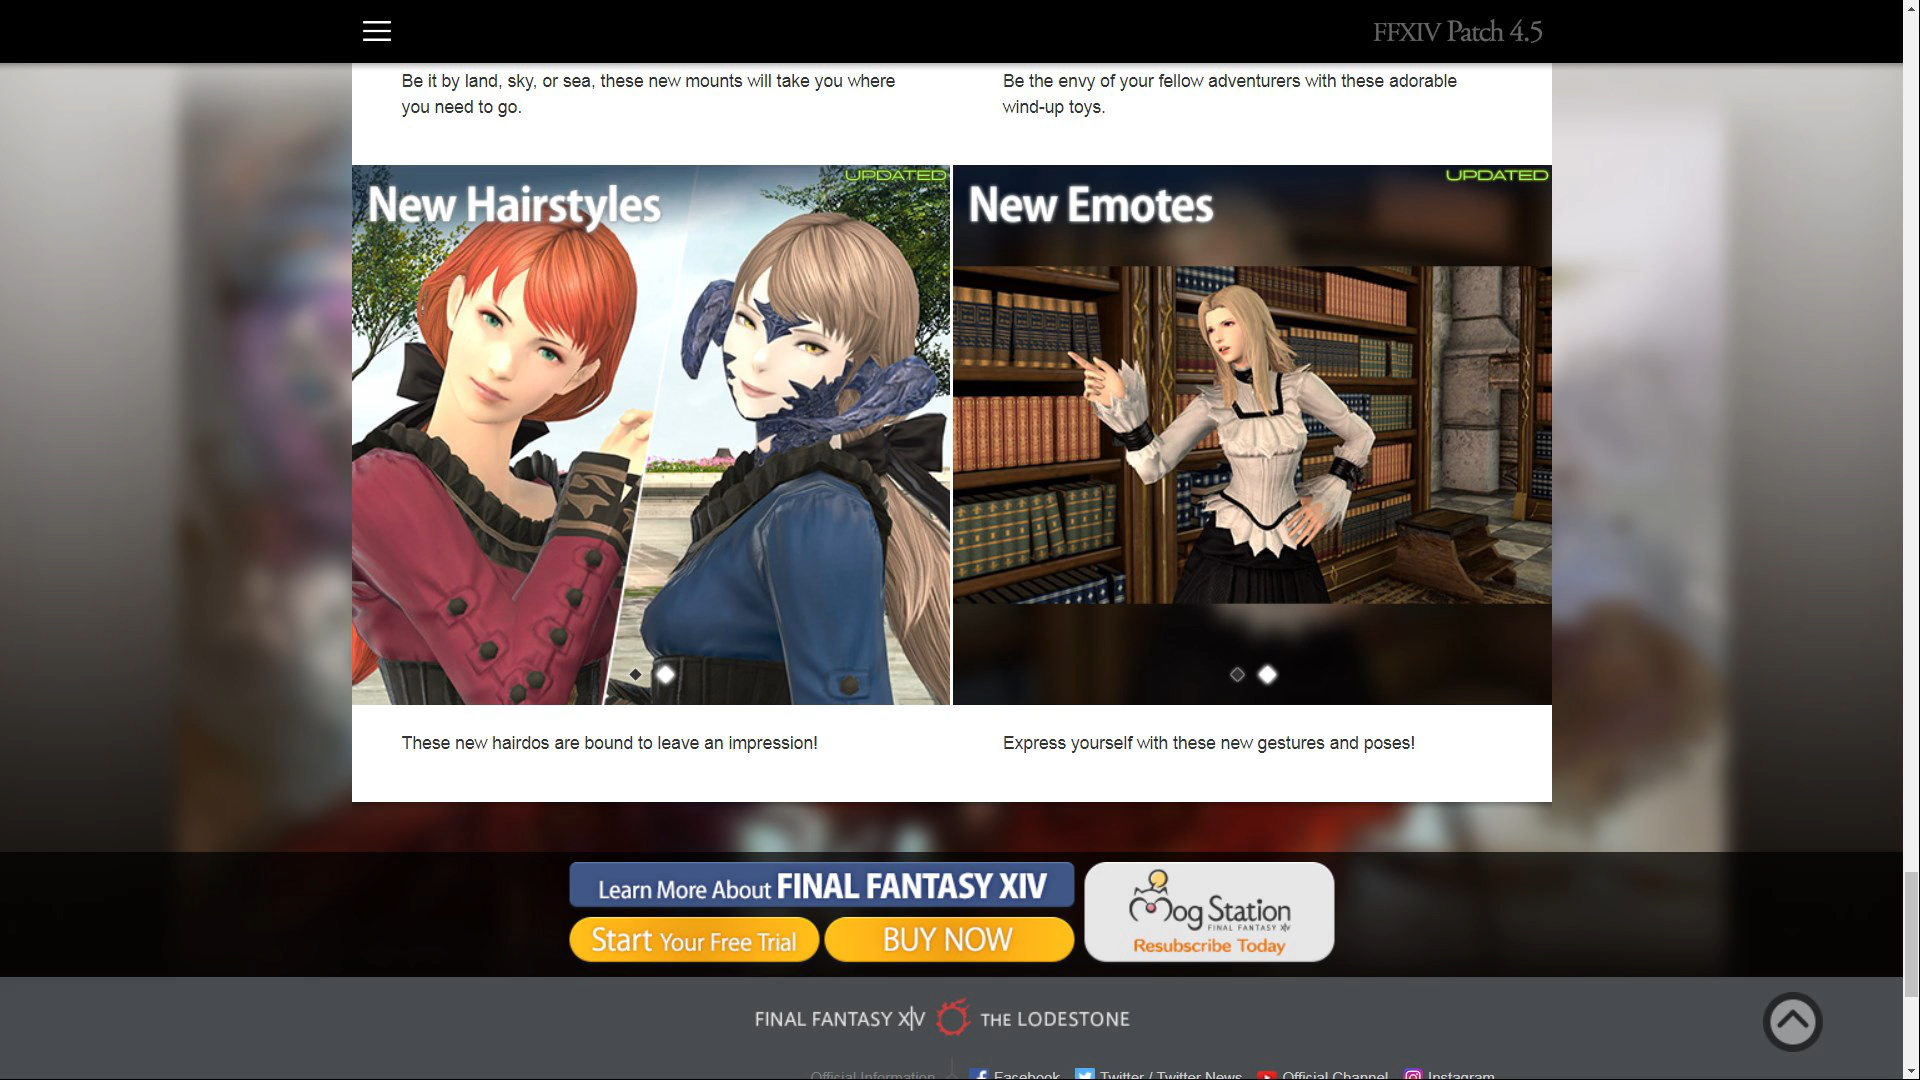 FFXIV Patch 4.5
Be it by land, sky, or sea, these new mounts will take you where
you need to go.
Be the envy of your fellow adventurers with these adorable
wind-up toys.
UPDATED
New Hairstyles
UPDATED
New Emotes
These new hairdos are bound to leave an impression!
Express yourself with these new gestures and poses!
Learn More About FINAL FANTASY XIV
Start Your Free Trial
BUY NOW
Mog Station
FINAL FANTASY XIV
Resubscribe Today
FINAL FANTASY XIV THE LODESTONE
Official Information Facebook Twitter / Twitter News Official Channel Instagram